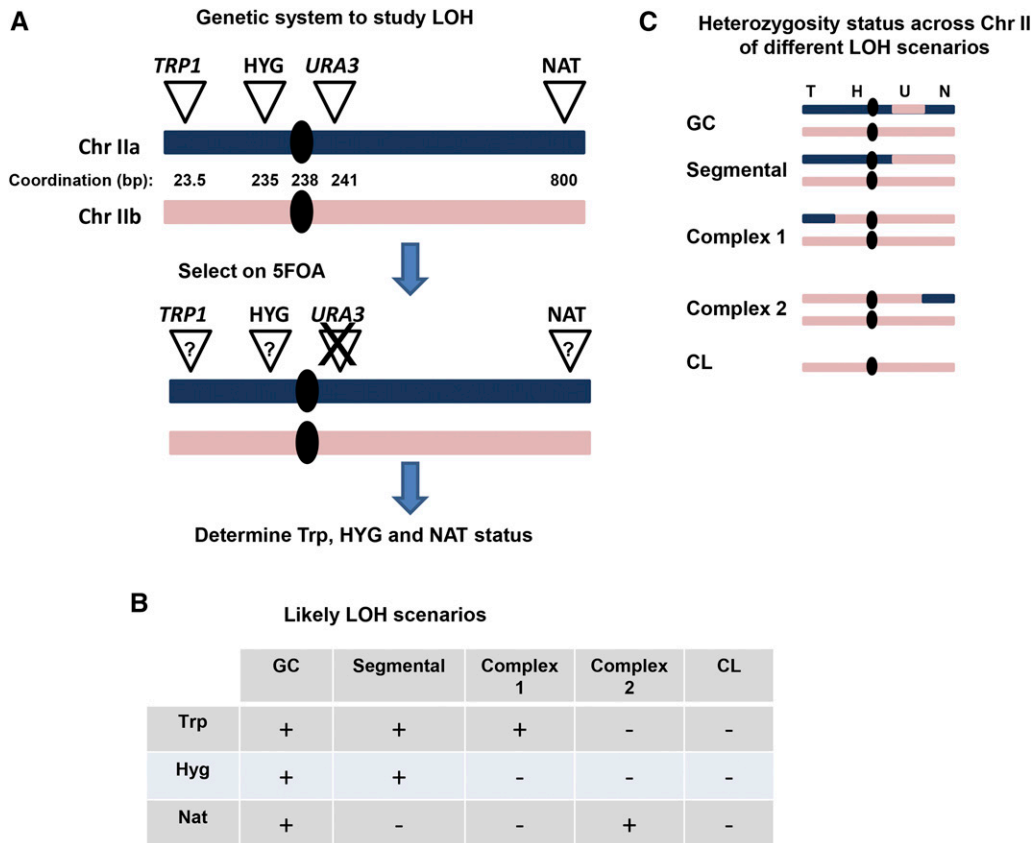 A
Genetic system to study LOH
TRP1 HYG URA3 NAT
Chr IIa
Coordination (bp): 23.5 235 238 241 800
Chr IIb
Select on 5FOA
TRP1 HYG URA3 NAT
? ? ?
Determine Trp, HYG and NAT status
C
Heterozygosity status across Chr II
of different LOH scenarios
T H U N
GC
Segmental
Complex 1
Complex 2
CL
B
Likely LOH scenarios
GC Segmental Complex 1 Complex 2 CL
Trp + + + - -
Hyg + + - - -
Nat + - - + -